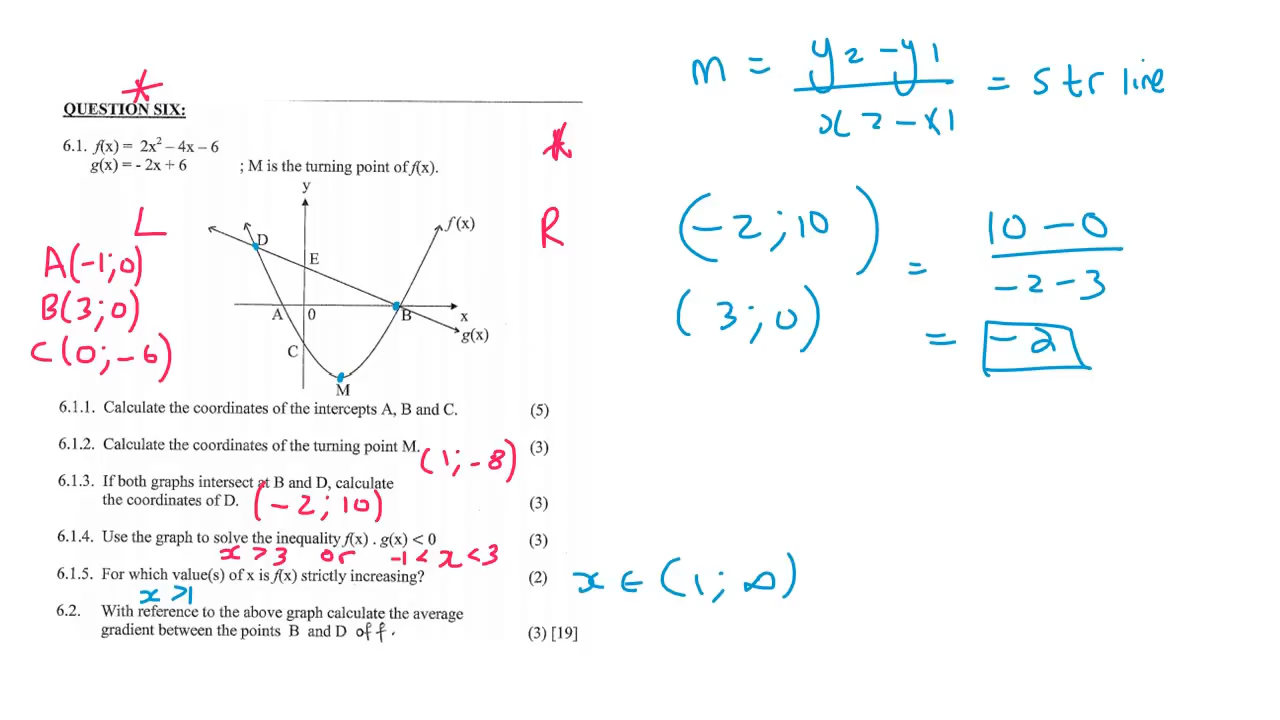 QUESTION SIX:
6.1. f(x) = 2x² – 4x – 6
g(x) = - 2x + 6 ; M is the turning point of f(x).
y
f(x)
D
E
A
0
B
x
g(x)
C
M
L
R
A(-1;0)
B(3;0)
C(0;-6)
6.1.1. Calculate the coordinates of the intercepts A, B and C. (5)
6.1.2. Calculate the coordinates of the turning point M. (3)
(1;-8)
6.1.3. If both graphs intersect at B and D, calculate
the coordinates of D. (-2;10) (3)
6.1.4. Use the graph to solve the inequality f(x) . g(x) < 0 (3)
x>3 or -1<x<3
6.1.5. For which value(s) of x is f(x) strictly increasing? (2)
x>1
x ∈ (1;∞)
6.2. With reference to the above graph calculate the average
gradient between the points B and D of f. (3) [19]
m = y2-y1 = str line
x2-x1
(-2;10)
(3;0)
= 10-0
-2-3
= -2